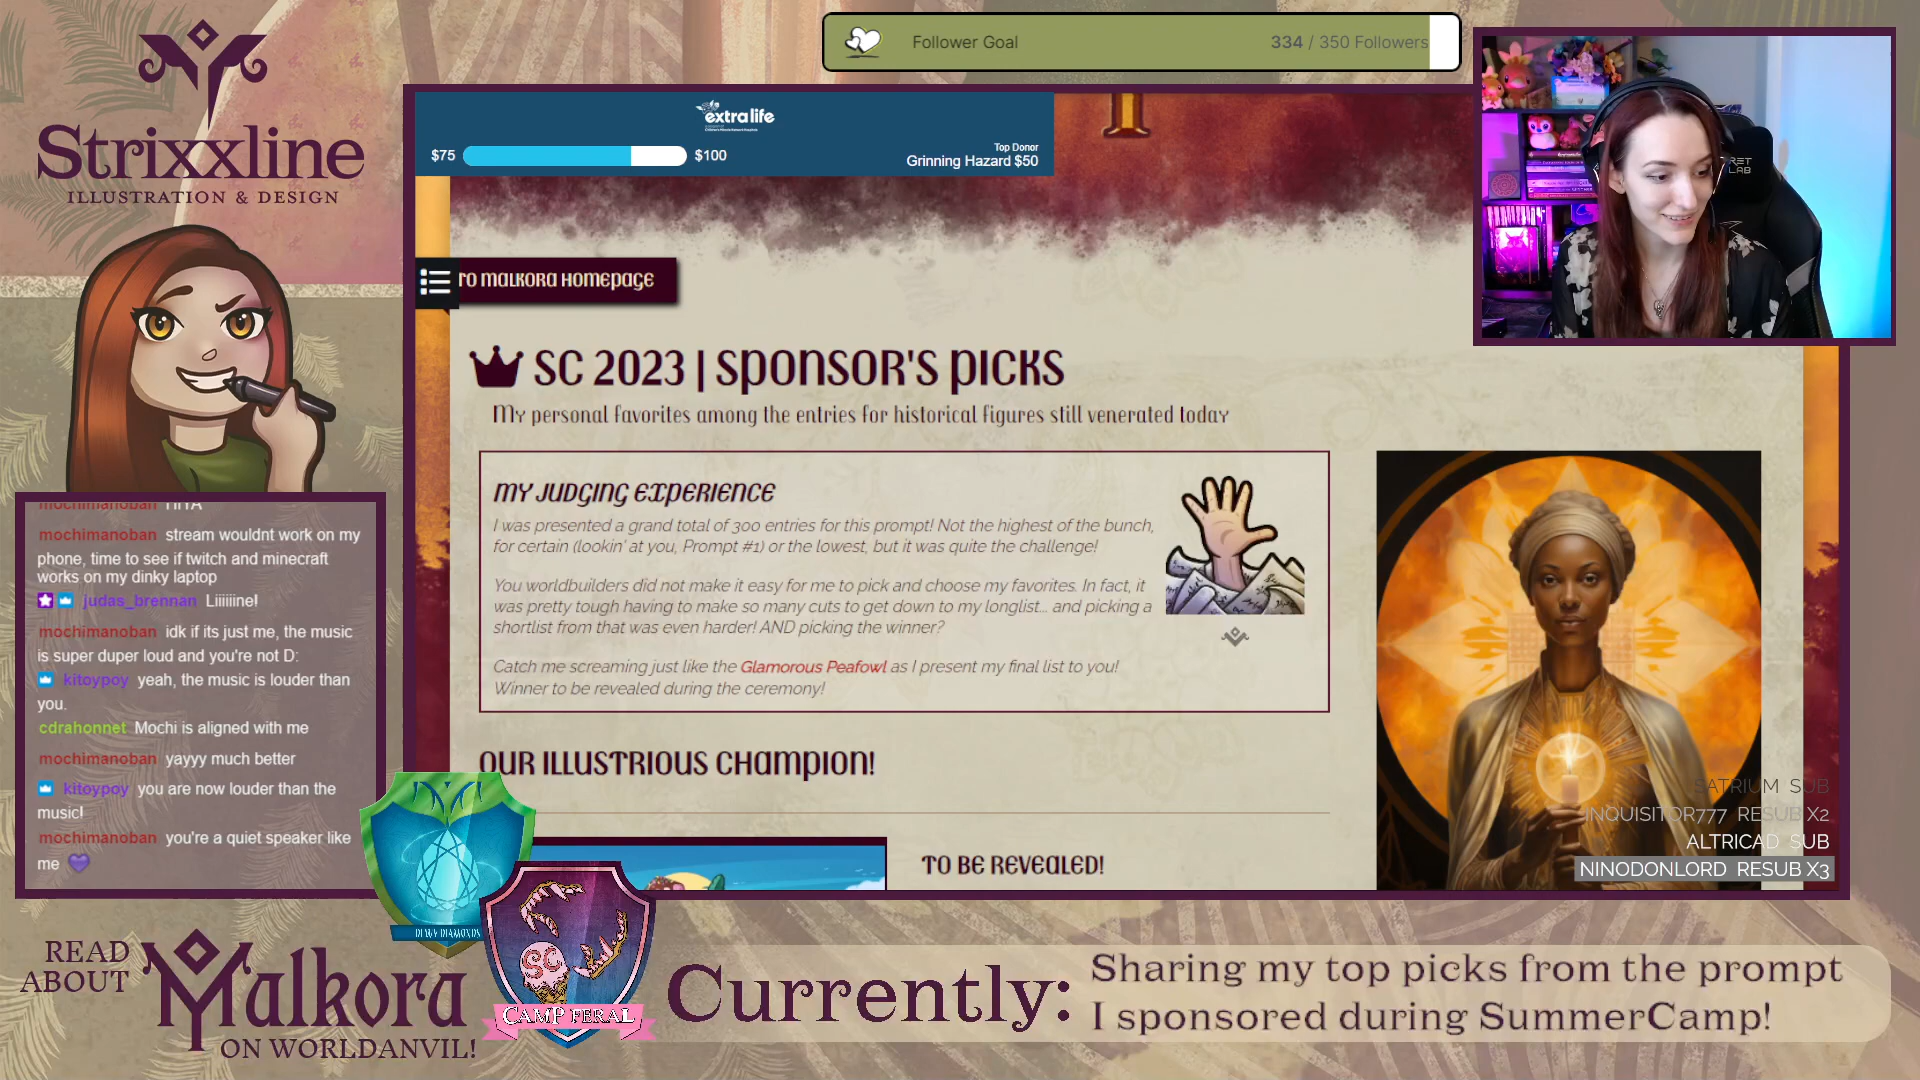 Strixxline
ILLUSTRATION & DESIGN
Follower Goal
334 / 350 Followers
extralife
$75
$100
Top Donor
Grinning Hazard $50
TO MALKORA HOMEPAGE
SC 2023 | SPONSOR'S PICKS
My personal favorites among the entries for historical figures still venerated today
MY JUDGING EXPERIENCE
I was presented a grand total of 300 entries for this prompt! Not the highest of the bunch,
for certain (lookin' at you, Prompt #1) or the lowest, but it was quite the challenge!
You worldbuilders did not make it easy for me to pick and choose my favorites. In fact, it
was pretty tough having to make so many cuts to get down to my longlist... and picking a
shortlist from that was even harder! AND picking the winner?
Catch me screaming just like the Glamorous Peafowl as I present my final list to you!
Winner to be revealed during the ceremony!
OUR ILLUSTRIOUS CHAMPION!
TO BE REVEALED!
SATRIUM SUB
INQUISITOR777 RESUB X2
ALTRICAD SUB
NINODONLORD RESUB X3
mochimanoban HIYA
mochimanoban stream wouldnt work on my
phone, time to see if twitch and minecraft
works on my dinky laptop
judas_brennan Liiiiiine!
mochimanoban idk if its just me, the music
is super duper loud and you're not D:
kitoypoy yeah, the music is louder than
you.
cdrahonnet Mochi is aligned with me
mochimanoban yayyy much better
kitoypoy you are now louder than the
music!
mochimanoban you're a quiet speaker like
me
DEWY DIAMONDS
SC
CAMP FERAL
READ
ABOUT
Malkora
ON WORLDANVIL!
Currently:
Sharing my top picks from the prompt
I sponsored during SummerCamp!